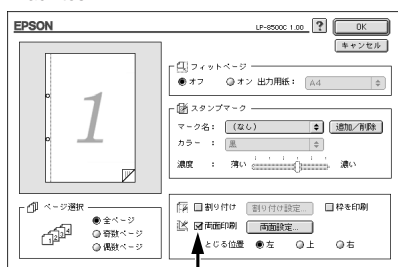 EPSON
LP-8500C 1.00 ? OK
キャンセル
フィットページ
オフ オン 出力用紙： A4
スタンプマーク
マーク名： (なし) 追加／削除
カラー ： 黒
濃度 ： 薄い 濃い
1
ページ選択
全ページ
奇数ページ
偶数ページ
割り付け 割り付け設定... 枠を印刷
両面印刷 両面設定...
とじる位置 左 上 右